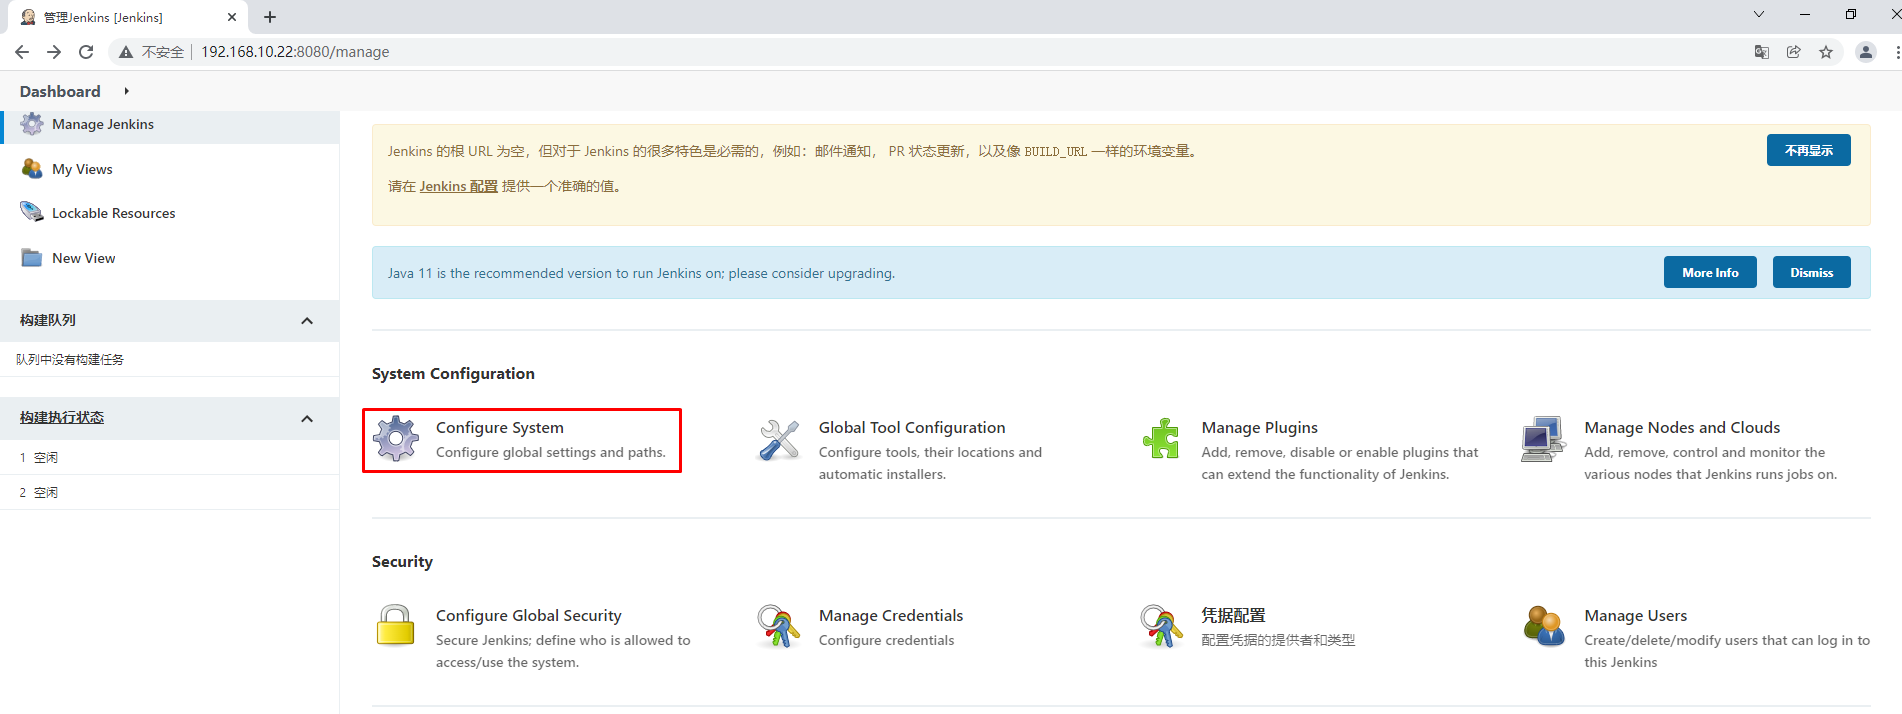 管理Jenkins [Jenkins]
不安全 192.168.10.22:8080/manage
Dashboard
Manage Jenkins
My Views
Lockable Resources
New View
构建队列
队列中没有构建任务
构建执行状态
1 空闲
2 空闲
Jenkins 的根 URL 为空，但对于 Jenkins 的很多特色是必需的，例如：邮件通知， PR 状态更新，以及像 BUILD_URL 一样的环境变量。
不再显示
请在 Jenkins 配置 提供一个准确的值。
Java 11 is the recommended version to run Jenkins on; please consider upgrading.
More Info
Dismiss
System Configuration
Configure System
Configure global settings and paths.
Global Tool Configuration
Configure tools, their locations and
automatic installers.
Manage Plugins
Add, remove, disable or enable plugins that
can extend the functionality of Jenkins.
Manage Nodes and Clouds
Add, remove, control and monitor the
various nodes that Jenkins runs jobs on.
Security
Configure Global Security
Secure Jenkins; define who is allowed to
access/use the system.
Manage Credentials
Configure credentials
凭据配置
配置凭据的提供者和类型
Manage Users
Create/delete/modify users that can log in to
this Jenkins